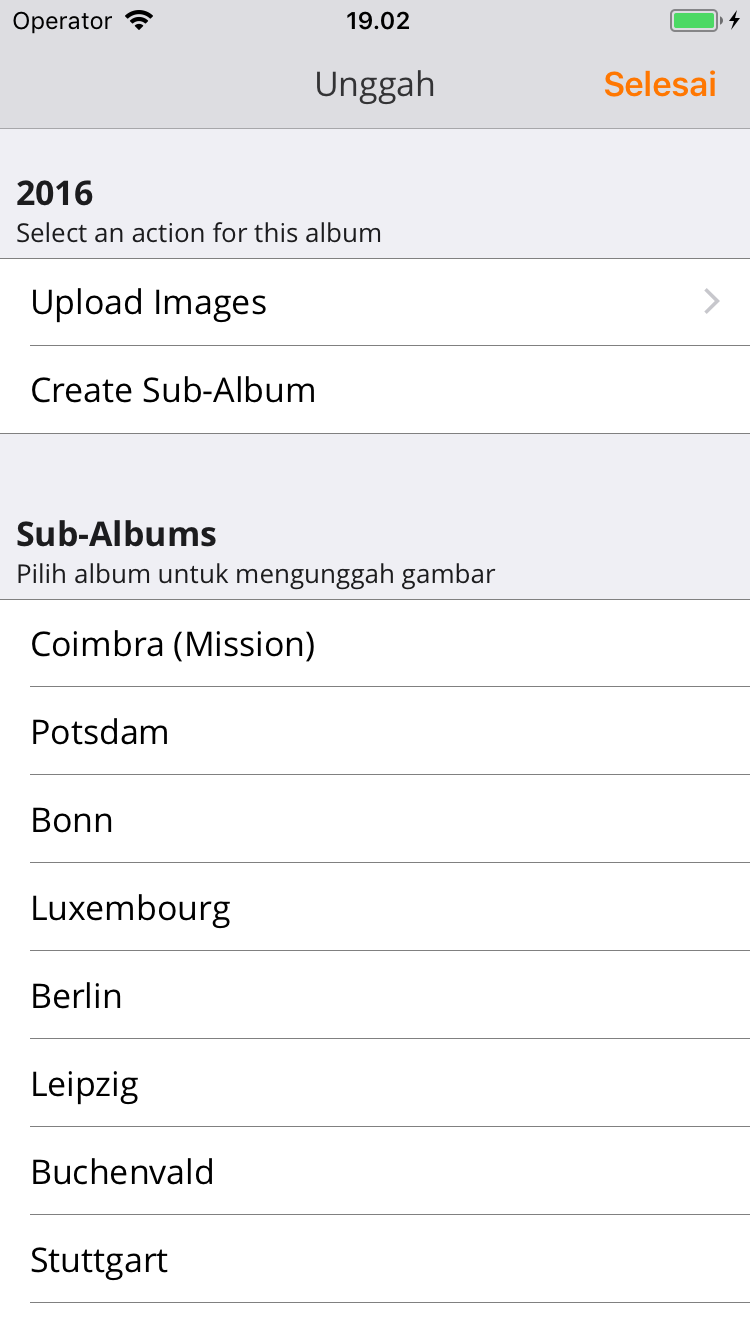 Operator 19.02
Unggah Selesai
2016
Select an action for this album
Upload Images
Create Sub-Album
Sub-Albums
Pilih album untuk mengunggah gambar
Coimbra (Mission)
Potsdam
Bonn
Luxembourg
Berlin
Leipzig
Buchenvald
Stuttgart